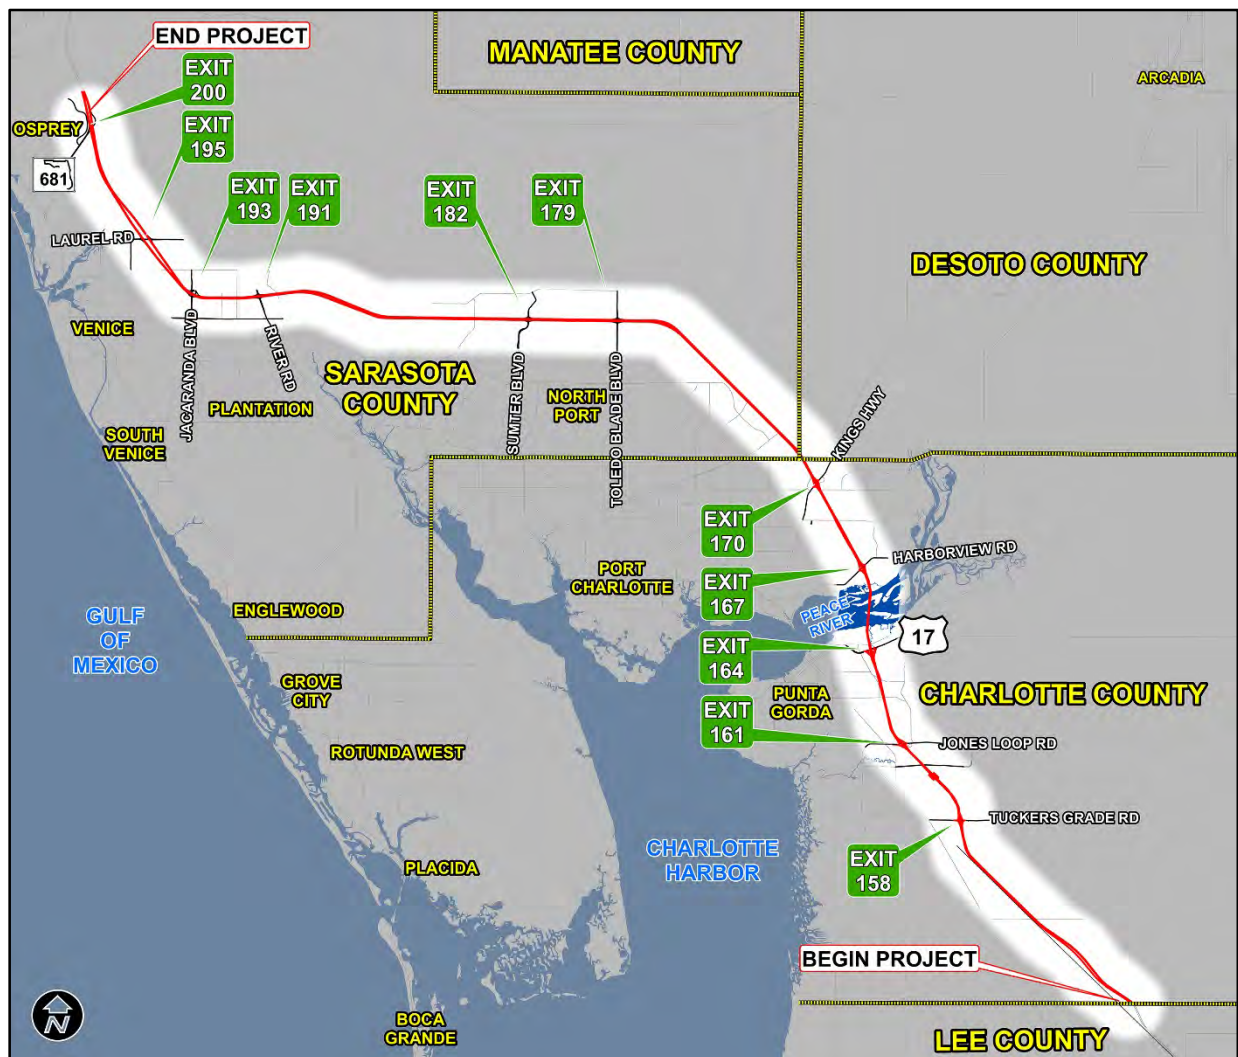 END PROJECT
MANATEE COUNTY
ARCADIA
EXIT
200
OSPREY
EXIT
195
681
EXIT
193
EXIT
191
EXIT
182
EXIT
179
LAUREL RD
DESOTO COUNTY
VENICE
JACARANDA BLVD
RIVER RD
SARASOTA
COUNTY
PLANTATION
SUMTER BLVD
NORTH
PORT
TOLEDO BLADE BLVD
KINGS HWY
SOUTH
VENICE
EXIT
170
HARBORVIEW RD
PORT
CHARLOTTE
EXIT
167
PEACE
RIVER
ENGLEWOOD
GULF
OF
MEXICO
17
EXIT
164
GROVE
CITY
PUNTA
GORDA
CHARLOTTE COUNTY
EXIT
161
JONES LOOP RD
ROTUNDA WEST
TUCKERS GRADE RD
CHARLOTTE
HARBOR
EXIT
158
PLACIDA
BEGIN PROJECT
N
BOCA
GRANDE
LEE COUNTY